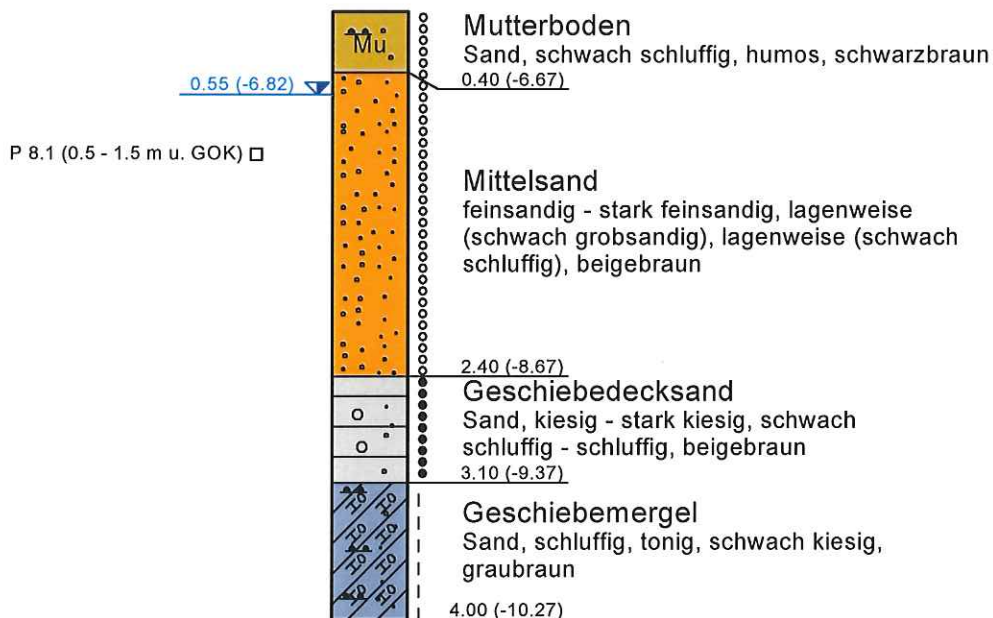 Mutterboden
Mu
Sand, schwach schluffig, humos, schwarzbraun
0.40 (-6.67)
0.55 (-6.82)
P 8.1 (0.5 - 1.5 m u. GOK)
Mittelsand
feinsandig - stark feinsandig, lagenweise
(schwach grobsandig), lagenweise (schwach
schluffig), beigebraun
2.40 (-8.67)
Geschiebedecksand
Sand, kiesig - stark kiesig, schwach
schluffig - schluffig, beigebraun
3.10 (-9.37)
Geschiebemergel
Sand, schluffig, tonig, schwach kiesig,
graubraun
4.00 (-10.27)